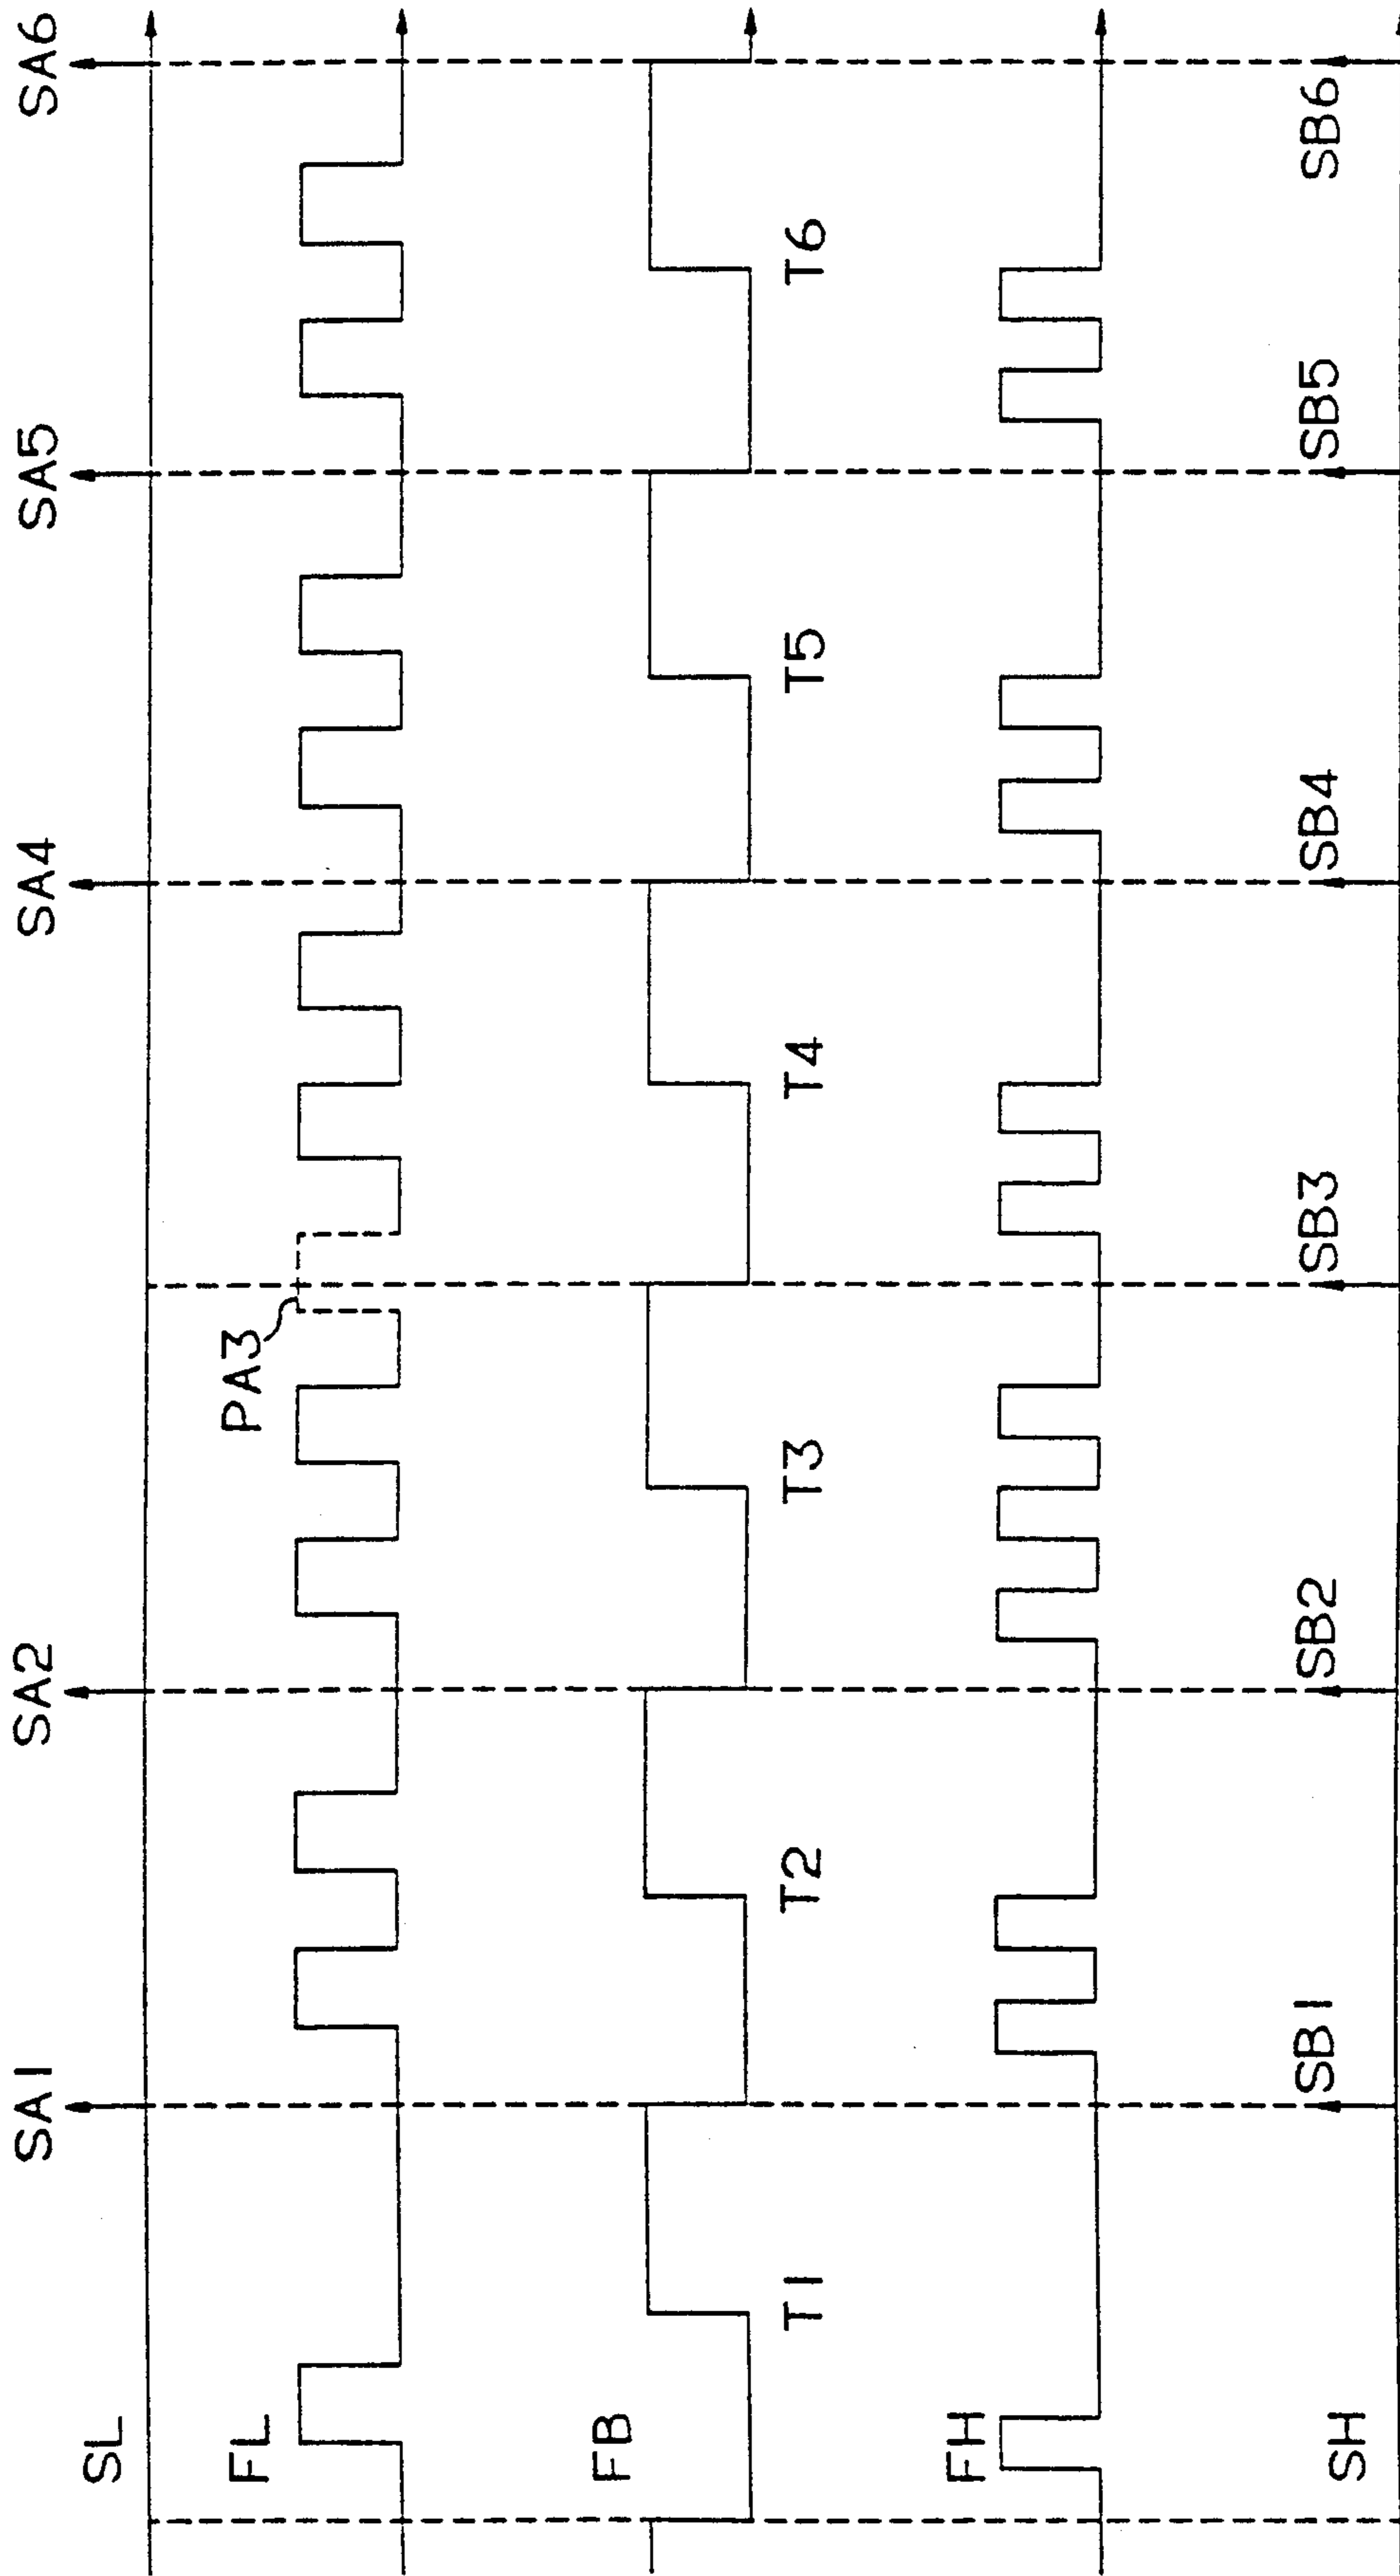 SA1 SA2 SA4 SA5 SA6
SL
FL
PA3
FB
T1 T2 T3 T4 T5 T6
FH
SB1 SB2 SB3 SB4 SB5 SB6
SH